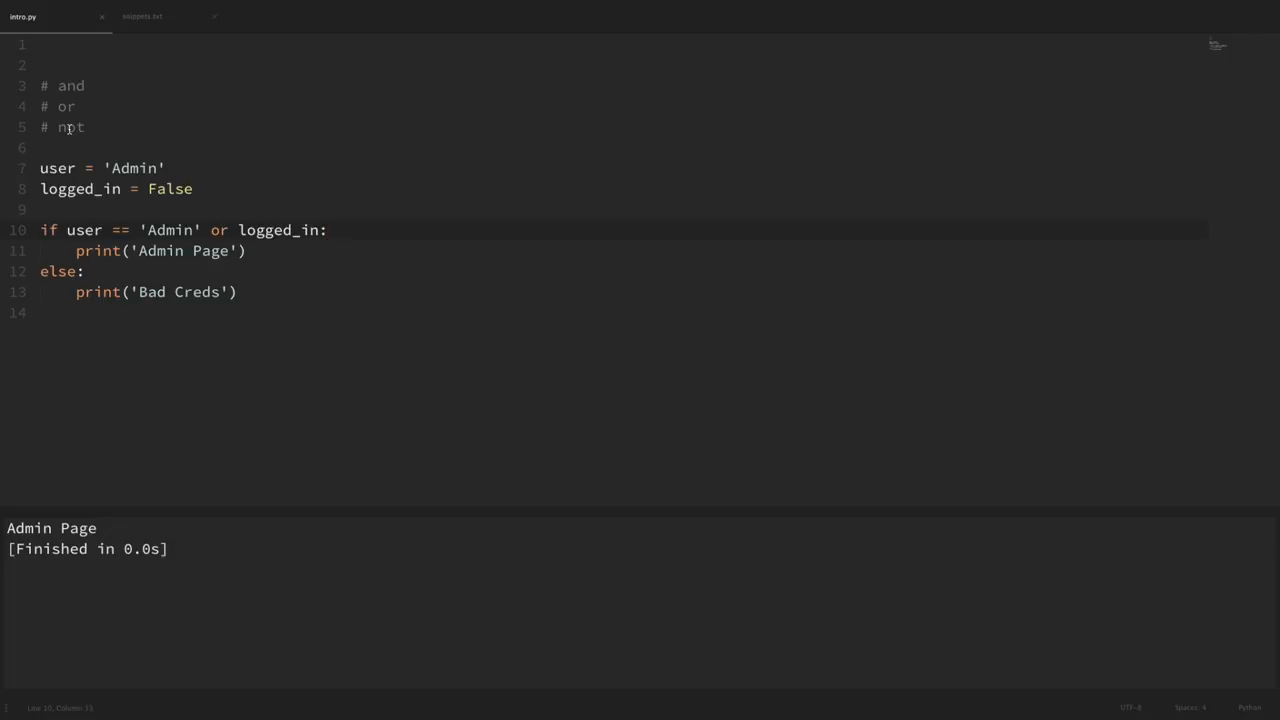 intro.py × snippets.txt ×
1
2
3 # and
4 # or
5 # not
6
7 user = 'Admin'
8 logged_in = False
9
10 if user == 'Admin' or logged_in:
11     print('Admin Page')
12 else:
13     print('Bad Creds')
14
Admin Page
[Finished in 0.0s]
Line 10, Column 33 UTF-8 Spaces: 4 Python